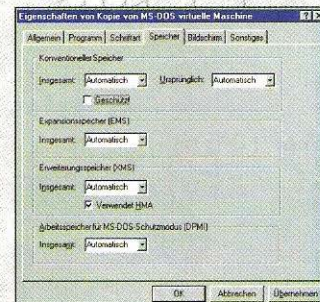 Eigenschaften von Kopie von MS-DOS virtuelle Maschine
Allgemein Programm Schriftart Speicher Bildschirm Sonstiges
Konventioneller Speicher
Insgesamt: Automatisch Ursprünglich: Automatisch
Geschützt
Expansionsspeicher (EMS)
Insgesamt: Automatisch
Erweiterungsspeicher (XMS)
Insgesamt: Automatisch
Verwendet HMA
Arbeitsspeicher für MS-DOS-Schutzmodus (DPMI)
Insgesamt: Automatisch
OK Abbrechen Übernehmen